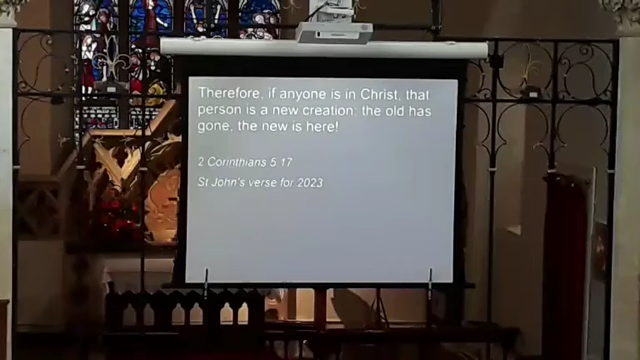 Therefore, if anyone is in Christ, that
person is a new creation: the old has
gone, the new is here!
2 Corinthians 5.17
St John's verse for 2023